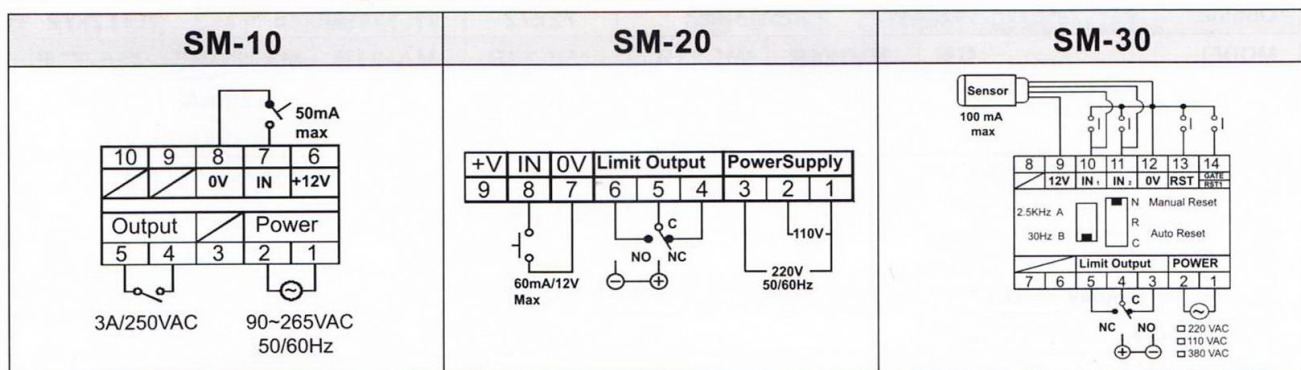 SM-10
50mA
max
10 9 8 7 6
0V IN +12V
Output Power
5 4 3 2 1
3A/250VAC
90~265VAC
50/60Hz
SM-20
+V IN 0V Limit Output PowerSupply
9 8 7 6 5 4 3 2 1
C
110V
NO NC
220V
50/60Hz
60mA/12V
Max
SM-30
Sensor
100 mA
max
8 9 10 11 12 13 14
12V IN 1 IN 2 0V RST GATE
RST1
N Manual Reset
2.5KHz A
R
30Hz B
Auto Reset
C
Limit Output POWER
7 6 5 4 3 2 1
C
NC NO
220 VAC
110 VAC
380 VAC